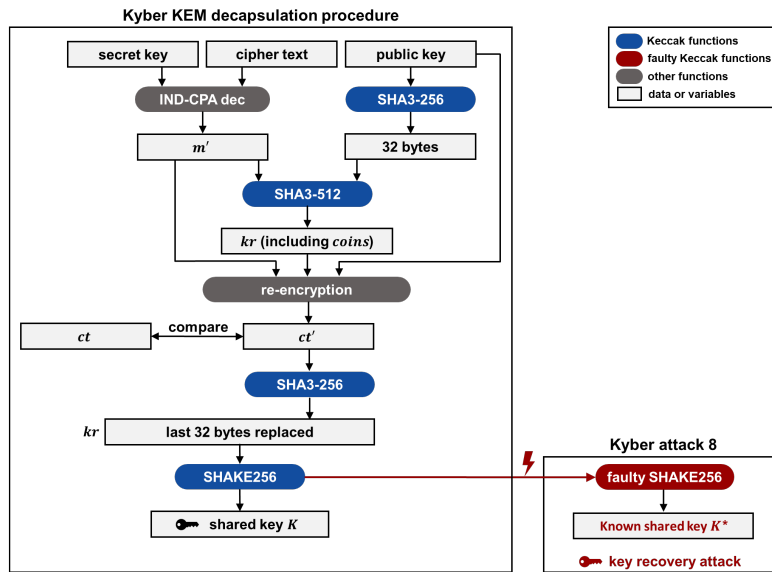 Kyber KEM decapsulation procedure
secret key
cipher text
public key
IND-CPA dec
SHA3-256
m′
32 bytes
SHA3-512
kr (including coins)
re-encryption
ct
compare
ct′
SHA3-256
kr
last 32 bytes replaced
SHAKE256
shared key K
Keccak functions
faulty Keccak functions
other functions
data or variables
Kyber attack 8
faulty SHAKE256
Known shared key K*
key recovery attack